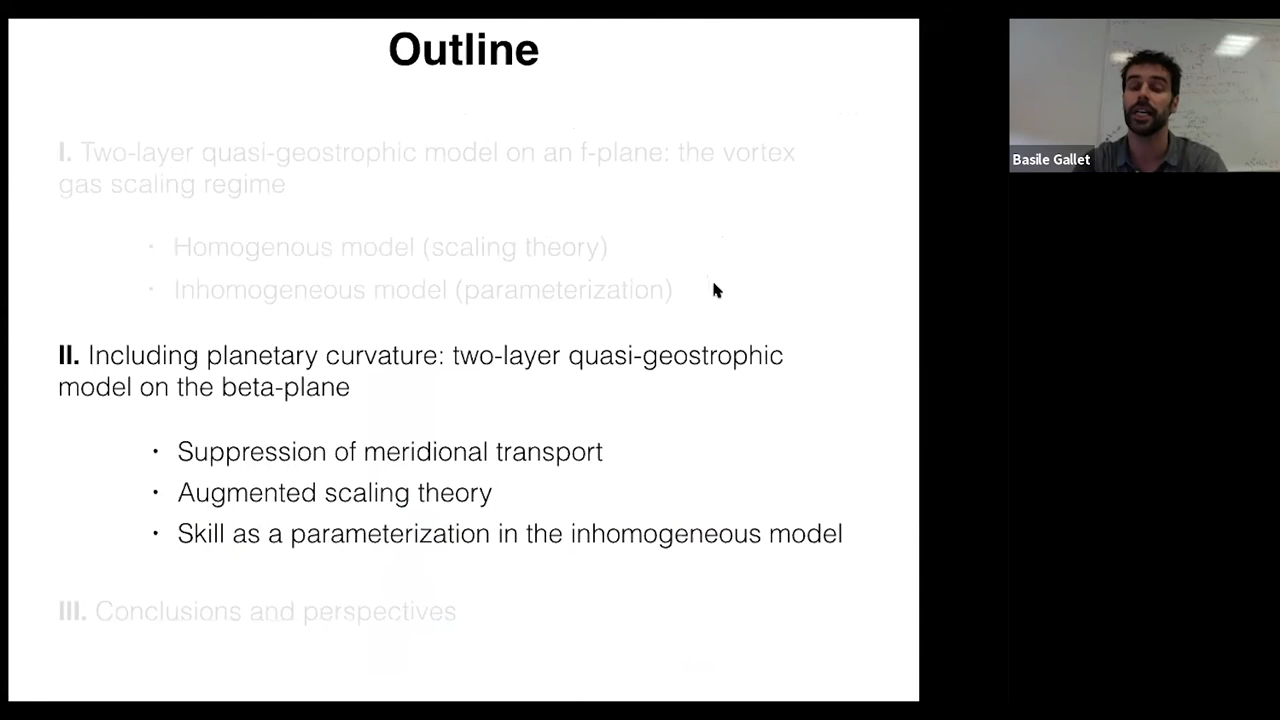 Outline
I. Two-layer quasi-geostrophic model on an f-plane: the vortex
gas scaling regime
· Homogenous model (scaling theory)
· Inhomogeneous model (parameterization)
II. Including planetary curvature: two-layer quasi-geostrophic
model on the beta-plane
· Suppression of meridional transport
· Augmented scaling theory
· Skill as a parameterization in the inhomogeneous model
III. Conclusions and perspectives
Basile Gallet